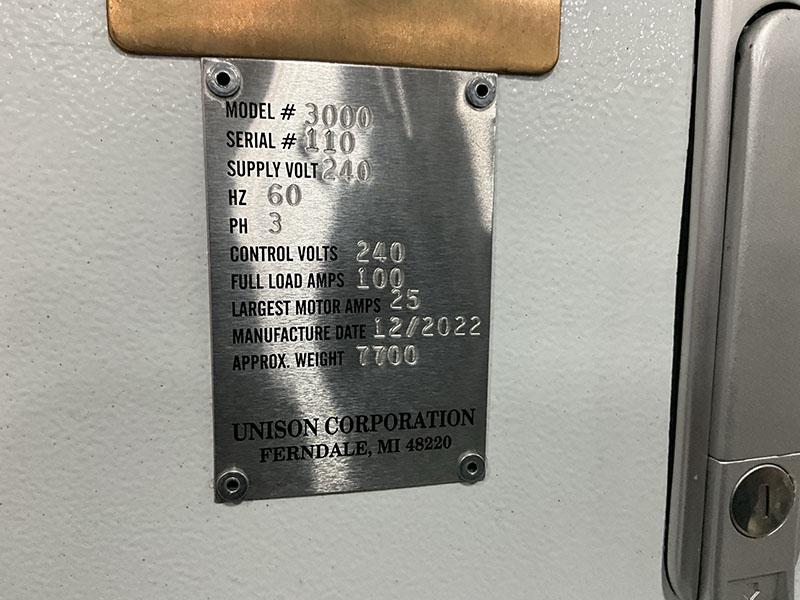 MODEL # 3000
SERIAL # 110
SUPPLY VOLT 240
HZ 60
PH 3
CONTROL VOLTS 240
FULL LOAD AMPS 100
LARGEST MOTOR AMPS 25
MANUFACTURE DATE 12/2022
APPROX. WEIGHT 7700
UNISON CORPORATION
FERNDALE, MI 48220